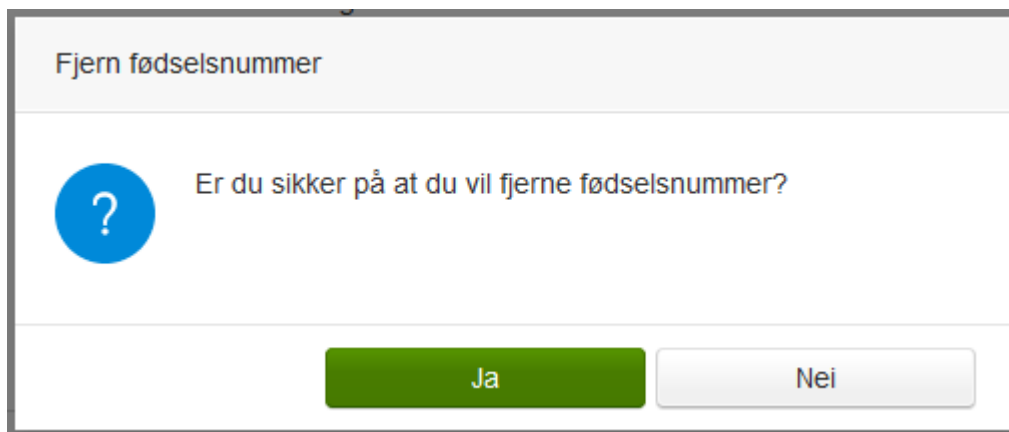 Fjern fødselsnummer
Er du sikker på at du vil fjerne fødselsnummer?
?
Ja
Nei